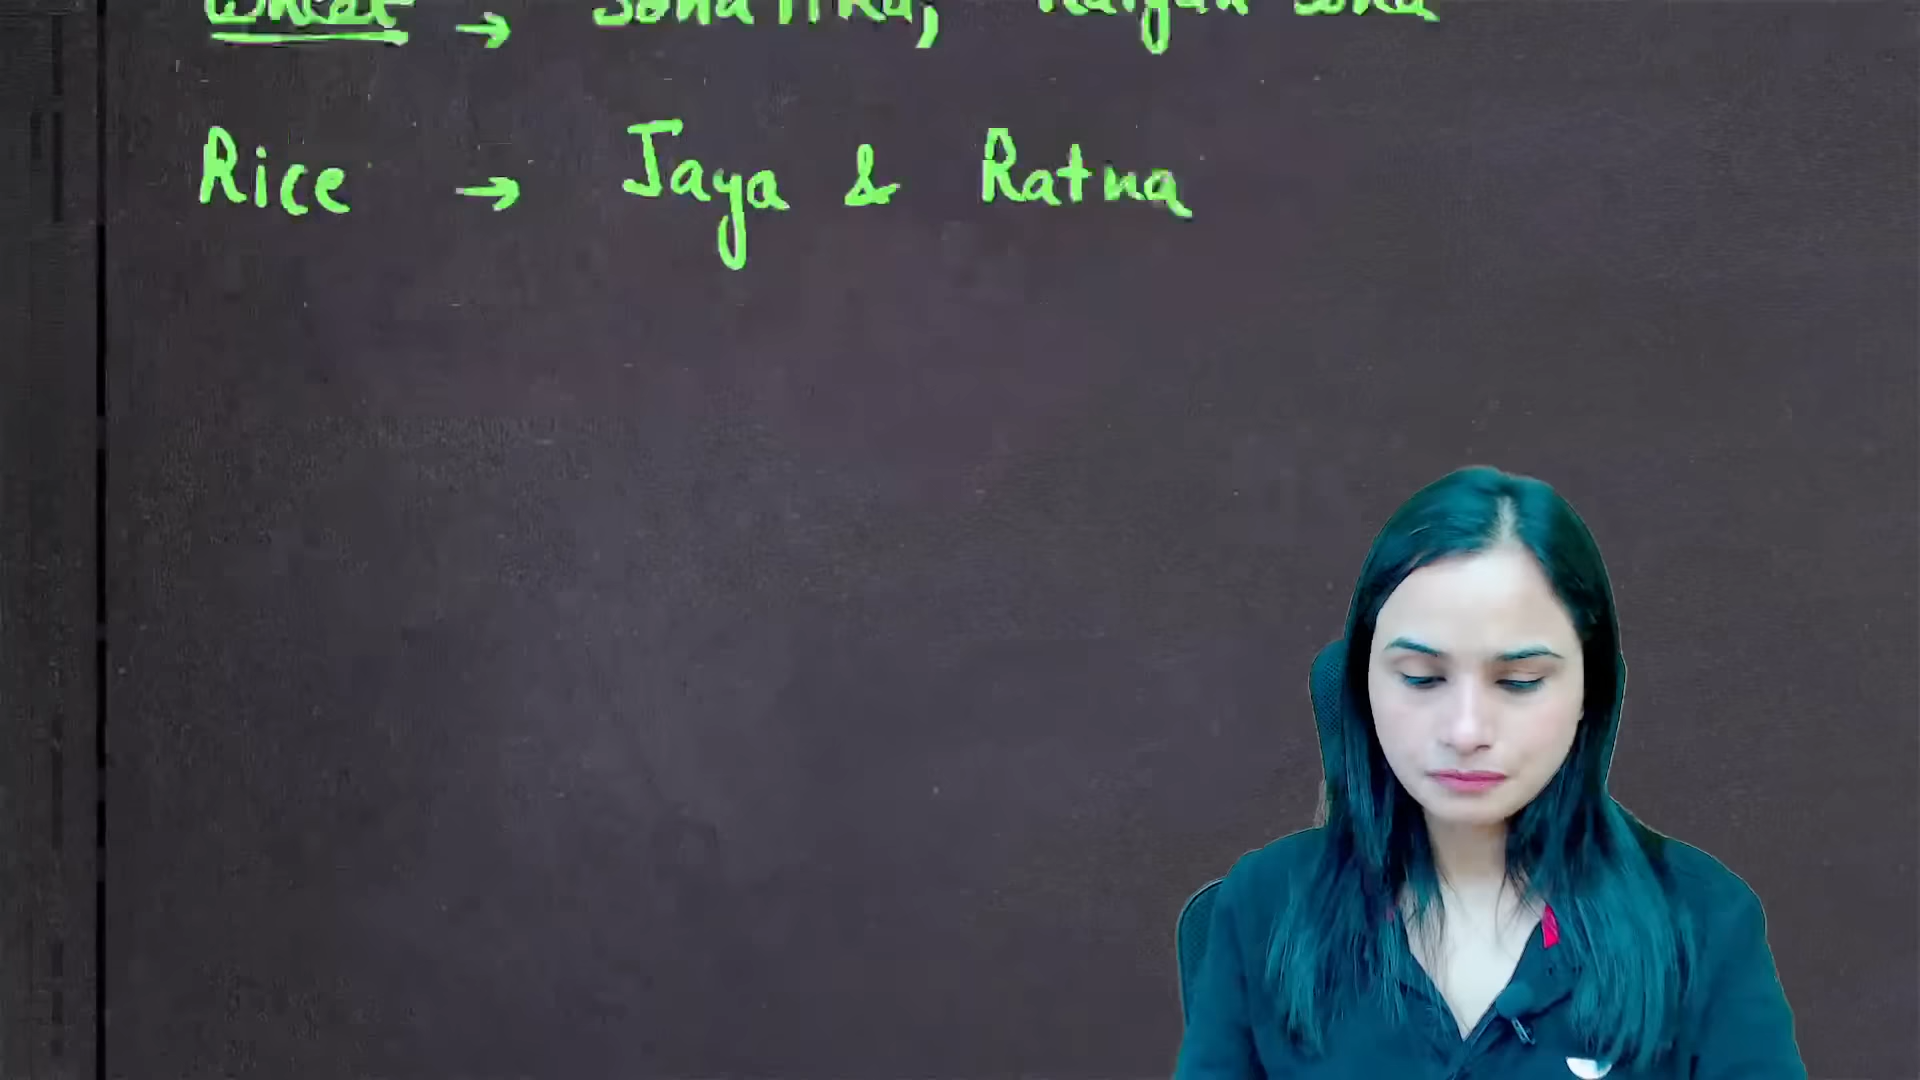 Wheat → Sonalika, Kalyan Sona
Rice → Jaya & Ratna